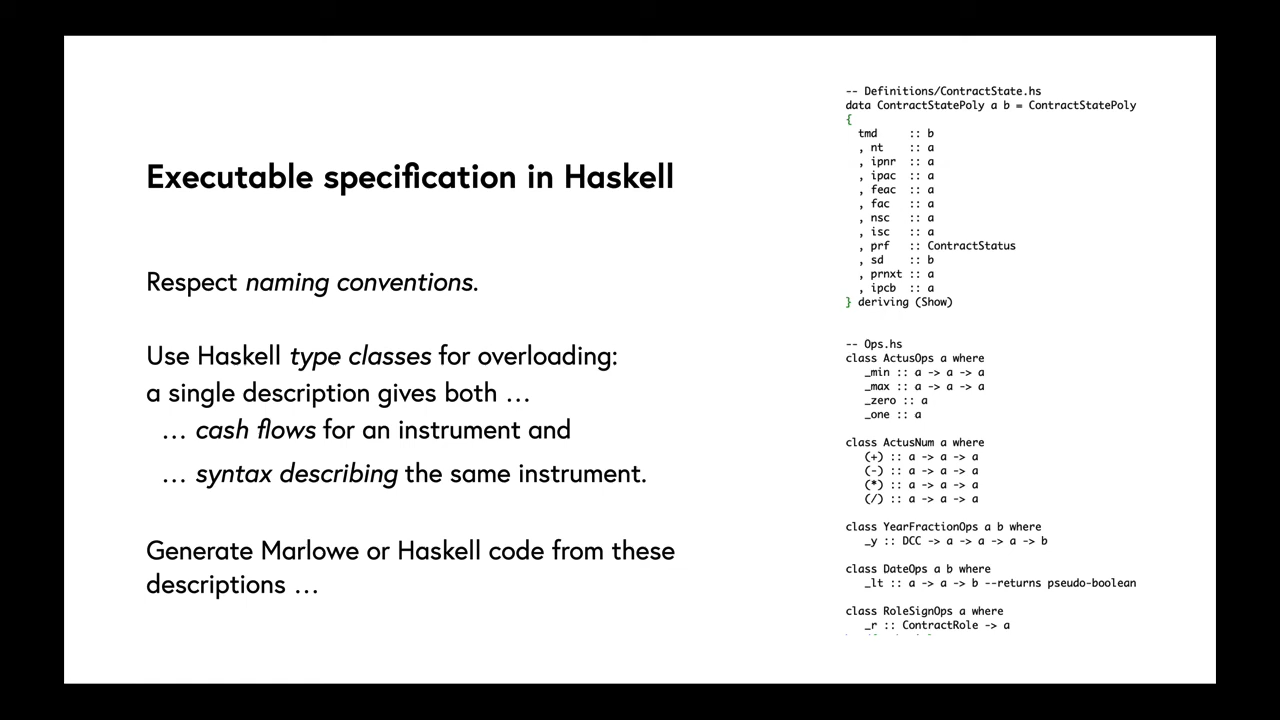 Executable specification in Haskell
Respect naming conventions.
Use Haskell type classes for overloading:
a single description gives both …
… cash flows for an instrument and
… syntax describing the same instrument.
Generate Marlowe or Haskell code from these
descriptions …
-- Definitions/ContractState.hs
data ContractStatePoly a b = ContractStatePoly
{
  tmd     :: b
  , nt    :: a
  , ipnr  :: a
  , ipac  :: a
  , feac  :: a
  , fac   :: a
  , nsc   :: a
  , isc   :: a
  , prf   :: ContractStatus
  , sd    :: b
  , prnxt :: a
  , ipcb  :: a
} deriving (Show)
-- Ops.hs
class ActusOps a where
   _min :: a -> a -> a
   _max :: a -> a -> a
   _zero :: a
   _one :: a
class ActusNum a where
   (+) :: a -> a -> a
   (-) :: a -> a -> a
   (*) :: a -> a -> a
   (/) :: a -> a -> a
class YearFractionOps a b where
   _y :: DCC -> a -> a -> a -> b
class DateOps a b where
   _lt :: a -> a -> b --returns pseudo-boolean
class RoleSignOps a where
   _r :: ContractRole -> a